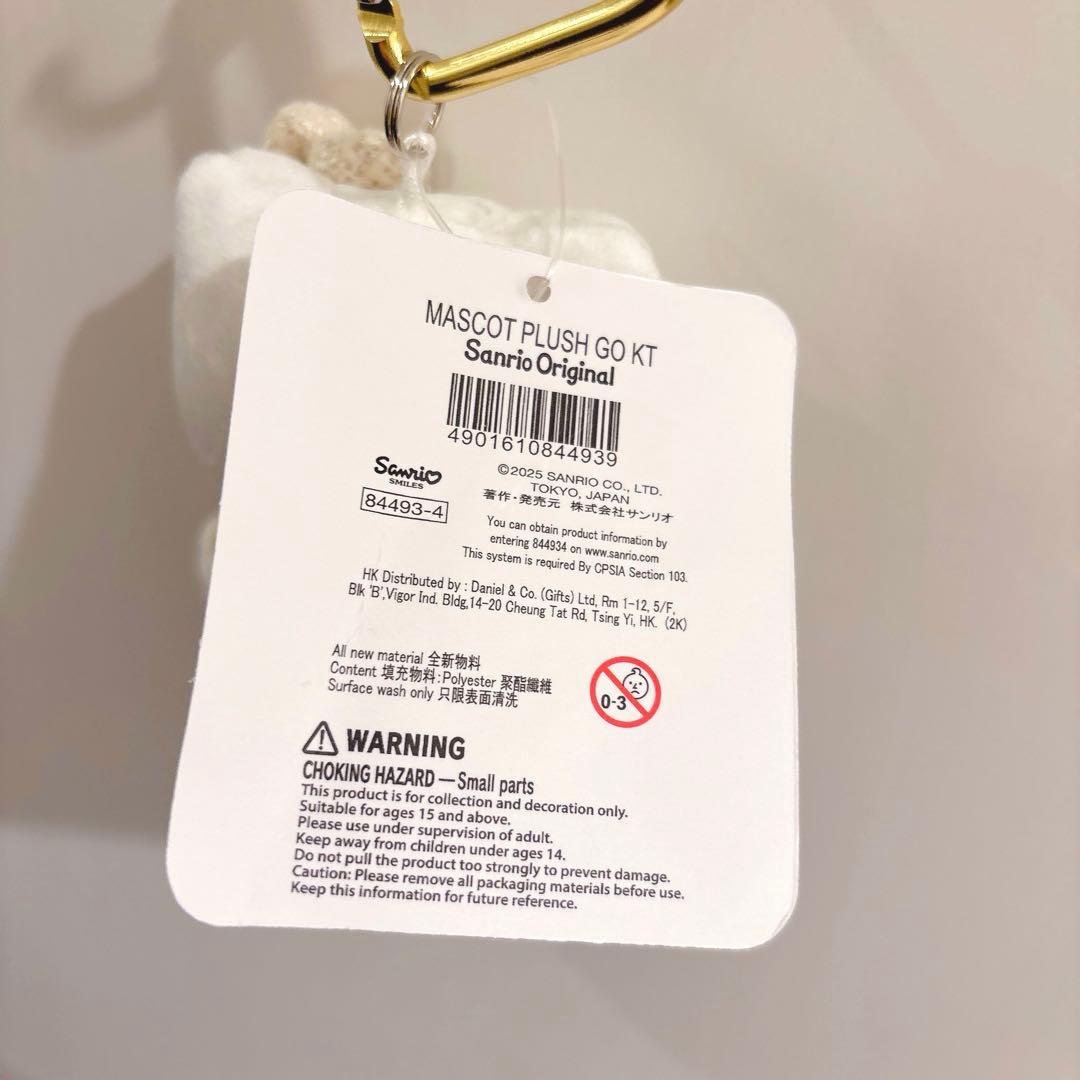 MASCOT PLUSH GO KT
Sanrio Original
4901610844939
Sanrio
SMILES
84493-4
©2025 SANRIO CO., LTD.
TOKYO, JAPAN
著作・発売元 株式会社サンリオ
You can obtain product information by
entering 844934 on www.sanrio.com
This system is required By CPSIA Section 103.
HK Distributed by : Daniel & Co. (Gifts) Ltd, Rm 1-12, 5/F,
Blk 'B',Vigor Ind. Bldg,14-20 Cheung Tat Rd, Tsing Yi, HK. (2K)
All new material 全新物料
Content 填充物料:Polyester 聚酯纖維
Surface wash only 只限表面清洗
0-3
WARNING
CHOKING HAZARD — Small parts
This product is for collection and decoration only.
Suitable for ages 15 and above.
Please use under supervision of adult.
Keep away from children under ages 14.
Do not pull the product too strongly to prevent damage.
Caution: Please remove all packaging materials before use.
Keep this information for future reference.